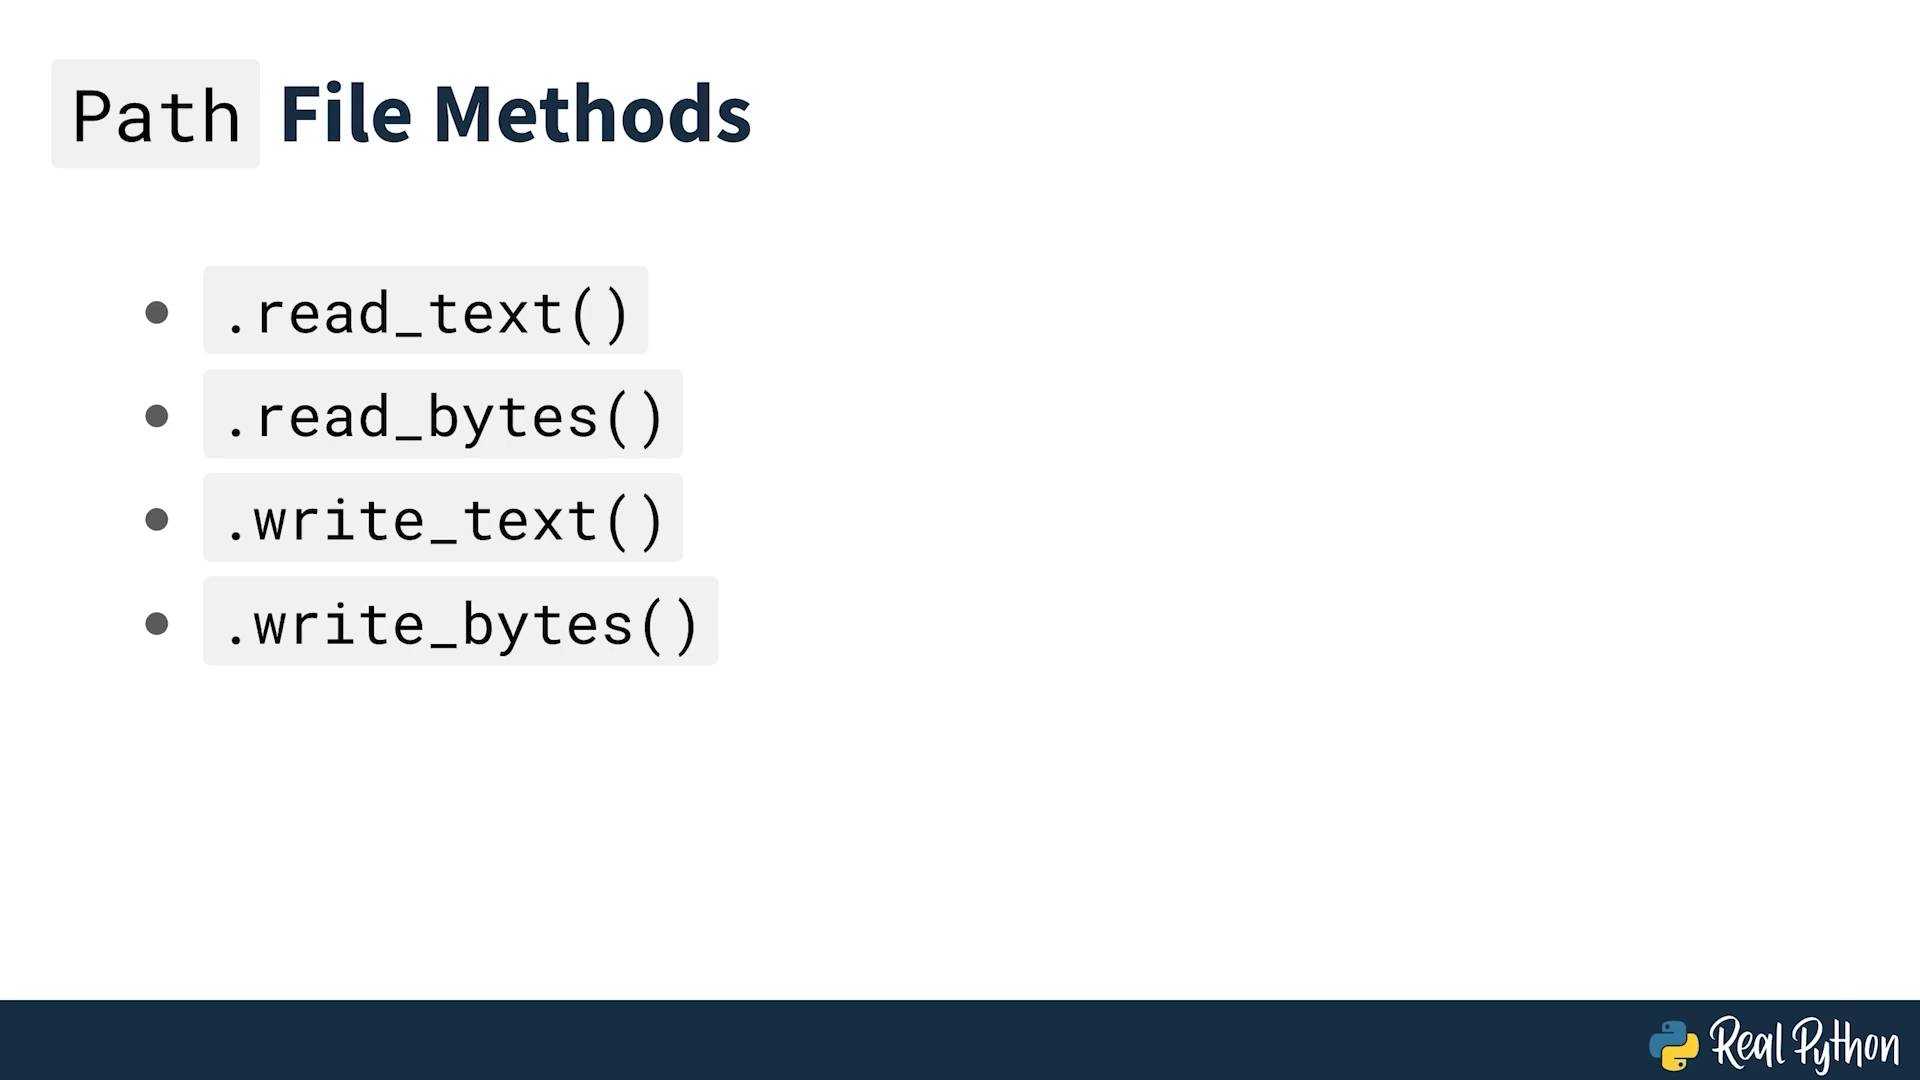 Path File Methods
.read_text()
.read_bytes()
.write_text()
.write_bytes()
Real Python